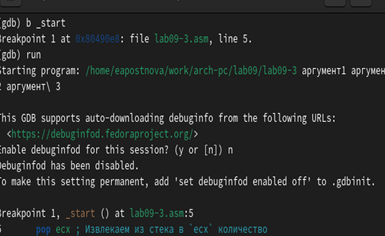 (gdb) b _start
Breakpoint 1 at 0x80490e8: file lab09-3.asm, line 5.
(gdb) run
Starting program: /home/eapostnova/work/arch-pc/lab09/lab09-3 аргумент1 аргумен
2 аргумент\ 3
This GDB supports auto-downloading debuginfo from the following URLs:
<https://debuginfod.fedoraproject.org/>
Enable debuginfod for this session? (y or [n]) n
Debuginfod has been disabled.
To make this setting permanent, add 'set debuginfod enabled off' to .gdbinit.
Breakpoint 1, _start () at lab09-3.asm:5
5 pop ecx ; Извлекаем из стека в `ecx` количество